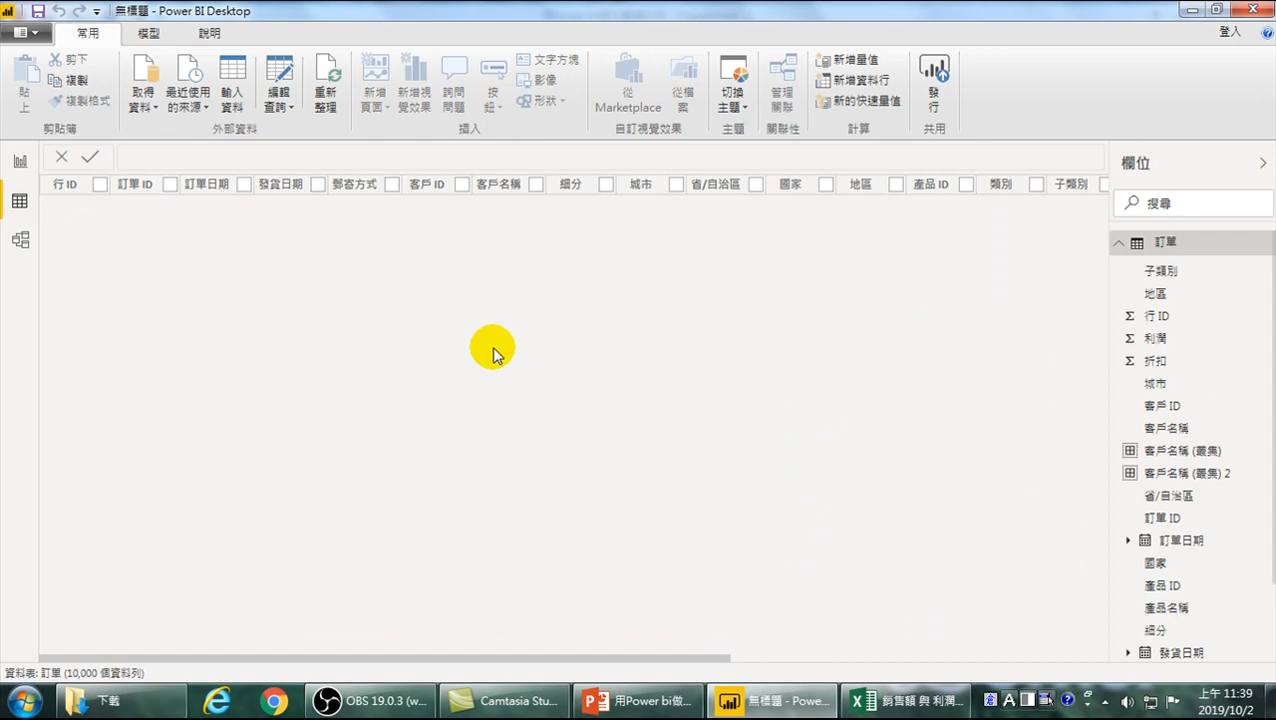 無標題 - Power BI Desktop
常用 模型 說明 登入
貼上 剪下 複製 複製格式 剪貼簿
取得資料 最近使用的來源 輸入資料 編輯查詢 重新整理 外部資料
新增頁面 新增視覺效果 詢問問題 按鈕 文字方塊 影像 形狀 插入
從 Marketplace 從檔案 自訂視覺效果
切換主題 主題
管理關聯 關聯性
新增量值 新增資料行 新的快速量值 計算
發行 共用
行 ID 訂單 ID 訂單日期 發貨日期 郵寄方式 客戶 ID 客戶名稱 細分 城市 省/自治區 國家 地區 產品 ID 類別 子類別
欄位
搜尋
訂單
子類別
地區
Σ 行 ID
Σ 利潤
Σ 折扣
城市
客戶 ID
客戶名稱
客戶名稱 (叢集)
客戶名稱 (叢集) 2
省/自治區
訂單 ID
訂單日期
國家
產品 ID
產品名稱
細分
發貨日期
資料表: 訂單 (10,000 個資料列)
下載 OBS 19.0.3 (w... Camtasia Stu... 用Power bi做... 無標題 - Powe... 銷售額 與 利潤... A 上午 11:39
2019/10/2